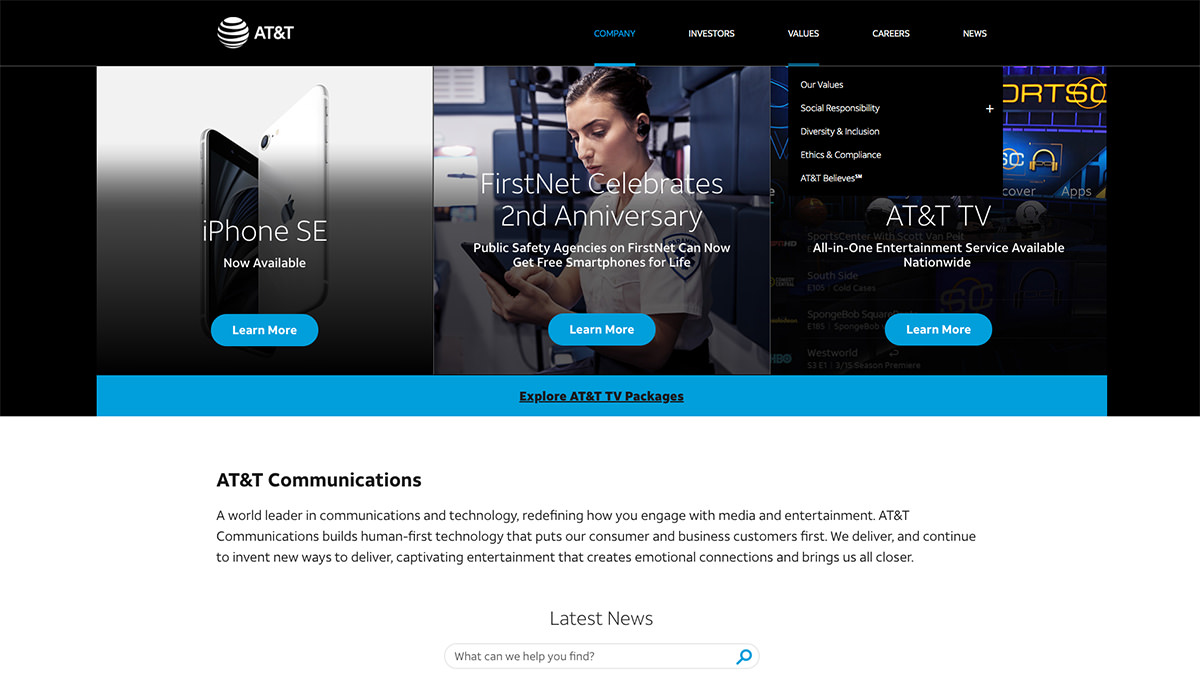 AT&T
COMPANY
INVESTORS
VALUES
CAREERS
NEWS
Our Values
Social Responsibility +
Diversity & Inclusion
Ethics & Compliance
AT&T Believes℠
iPhone SE
Now Available
Learn More
FirstNet Celebrates
2nd Anniversary
Public Safety Agencies on FirstNet Can Now
Get Free Smartphones for Life
Learn More
ORTSC
SC
Apps
AT&T TV
SportsCenter With Scott Van Pelt
All-in-One Entertainment Service Available
Nationwide
South Side
E105 | Cold Cases
SC
E185 | SpongeBob
Learn More
HBO
Westworld
S3 E1 | 3/15 Season Premiere
Explore AT&T TV Packages
AT&T Communications
A world leader in communications and technology, redefining how you engage with media and entertainment. AT&T
Communications builds human-first technology that puts our consumer and business customers first. We deliver, and continue
to invent new ways to deliver, captivating entertainment that creates emotional connections and brings us all closer.
Latest News
What can we help you find?